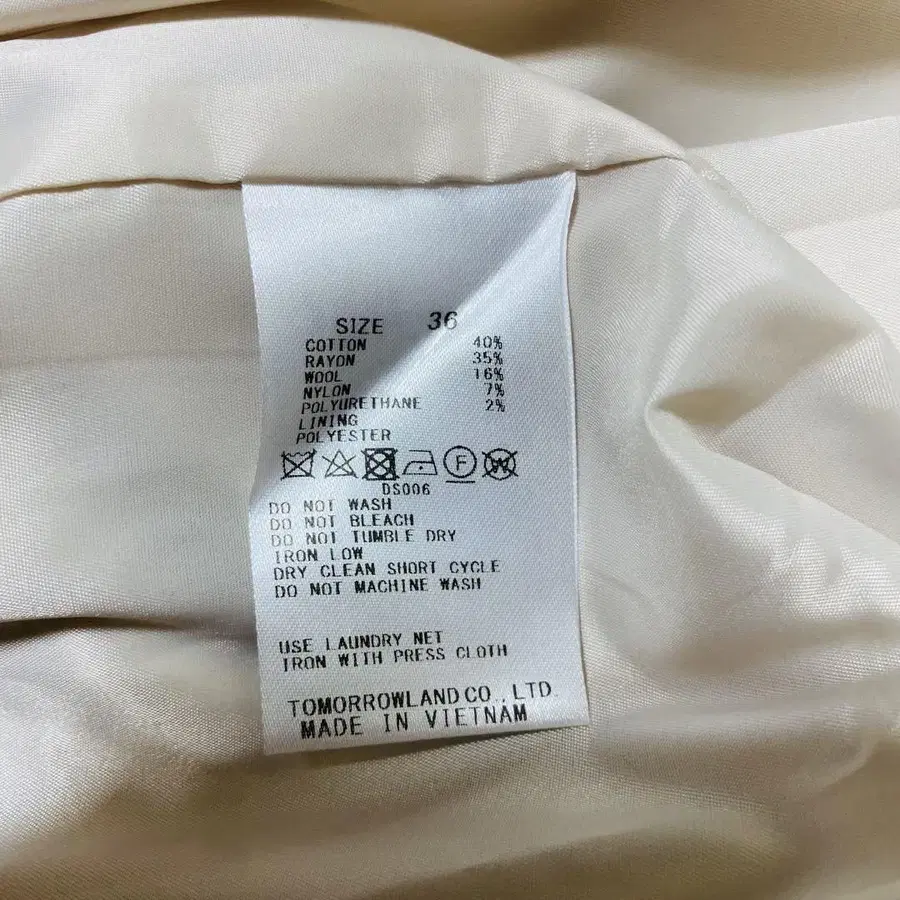 SIZE 36
COTTON 40%
RAYON 35%
WOOL 16%
NYLON 7%
POLYURETHANE 2%
LINING
POLYESTER
F W
DS006
DO NOT WASH
DO NOT BLEACH
DO NOT TUMBLE DRY
IRON LOW
DRY CLEAN SHORT CYCLE
DO NOT MACHINE WASH
USE LAUNDRY NET
IRON WITH PRESS CLOTH
TOMORROWLAND CO., LTD.
MADE IN VIETNAM